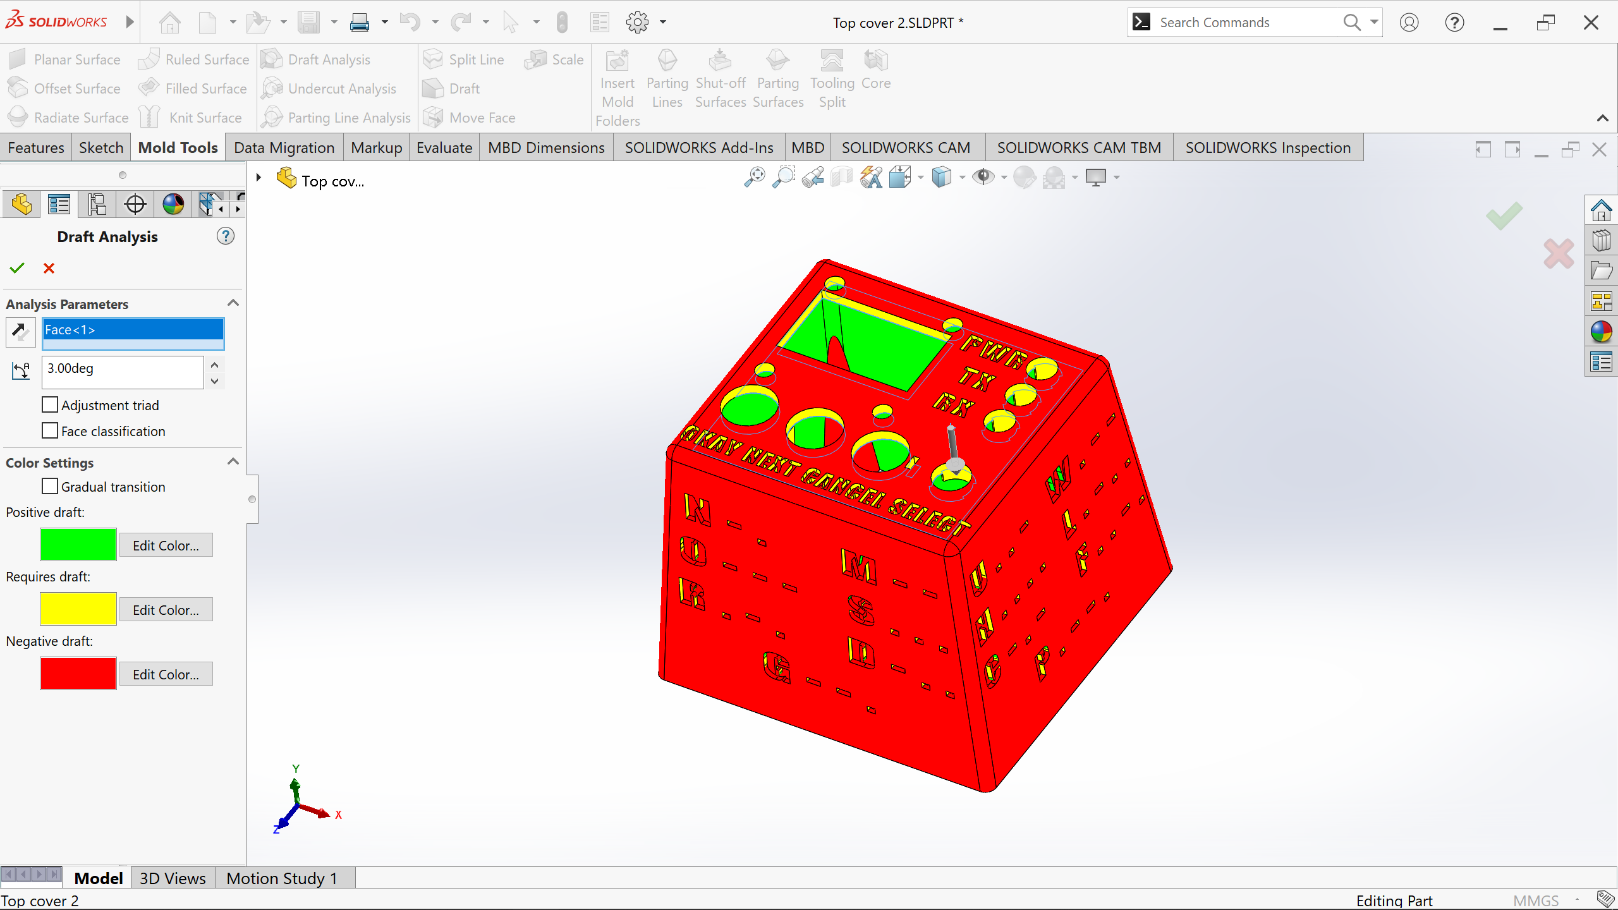 SOLIDWORKS
Top cover 2.SLDPRT *
Search Commands
Planar Surface
Ruled Surface
Draft Analysis
Split Line
Scale
Offset Surface
Filled Surface
Undercut Analysis
Draft
Radiate Surface
Knit Surface
Parting Line Analysis
Move Face
Insert Mold Folders
Parting Lines
Shut-off Surfaces
Parting Surfaces
Tooling Split
Core
Features
Sketch
Mold Tools
Data Migration
Markup
Evaluate
MBD Dimensions
SOLIDWORKS Add-Ins
MBD
SOLIDWORKS CAM
SOLIDWORKS CAM TBM
SOLIDWORKS Inspection
Top cov...
Draft Analysis
Analysis Parameters
Face<1>
3.00deg
Adjustment triad
Face classification
Color Settings
Gradual transition
Positive draft:
Edit Color...
Requires draft:
Edit Color...
Negative draft:
Edit Color...
PWR
TX
RX
OKAY NEXT CANCEL SELECT
N
O
R
G
M
S
D
W
L
F
U
P
Y
X
Z
Model
3D Views
Motion Study 1
Top cover 2
Editing Part
MMGS